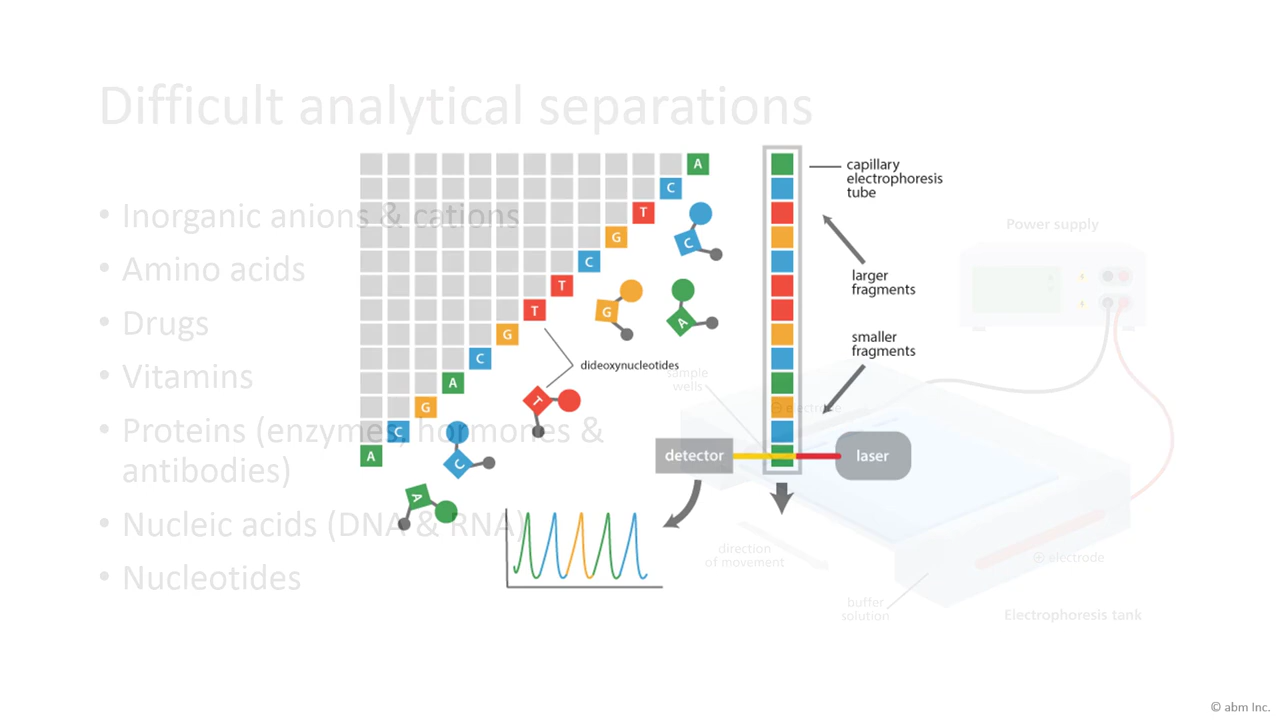 Difficult analytical separations
• Inorganic anions & cations
• Amino acids
• Drugs
• Vitamins
• Proteins (enzymes, hormones &
antibodies)
• Nucleic acids (DNA & RNA)
• Nucleotides
A
C
T
G
C
T
T
G
C
A
G
C
A
C
G
A
T
C
A
dideoxynucleotides
capillary
electrophoresis
tube
larger
fragments
smaller
fragments
detector
laser
Power supply
sample
wells
⊖ electrode
direction
of movement
⊕ electrode
buffer
solution
Electrophoresis tank
© abm Inc.